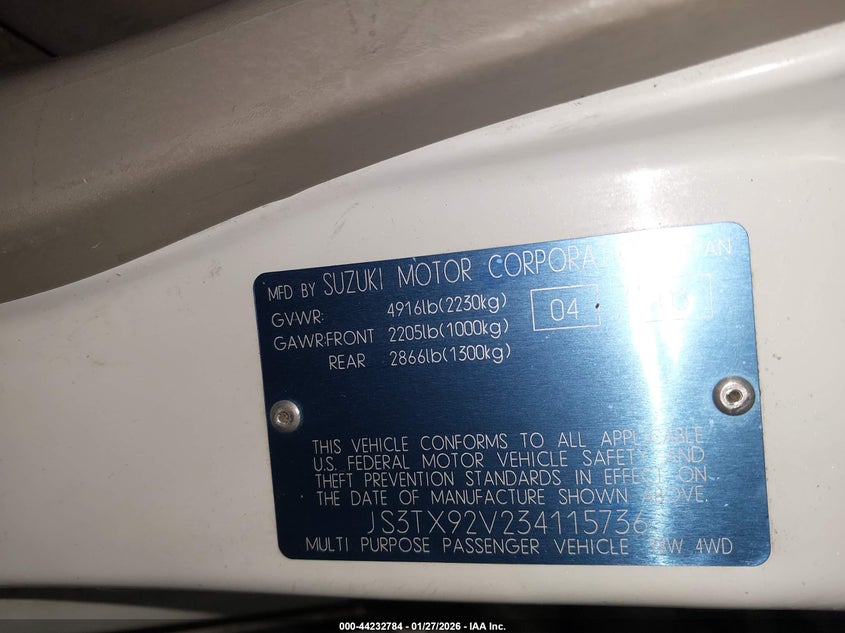 MFD BY SUZUKI MOTOR CORPORA AN
GVWR: 4916lb(2230kg) 04
GAWR:FRONT 2205lb(1000kg)
REAR 2866lb(1300kg)
THIS VEHICLE CONFORMS TO ALL APPLICABLE
U.S. FEDERAL MOTOR VEHICLE SAFETY AND
THEFT PREVENTION STANDARDS IN EFFECT ON
THE DATE OF MANUFACTURE SHOWN ABOVE.
JS3TX92V234115736
MULTI PURPOSE PASSENGER VEHICLE 4WD
000-44232784 - 01/27/2026 - IAA Inc.